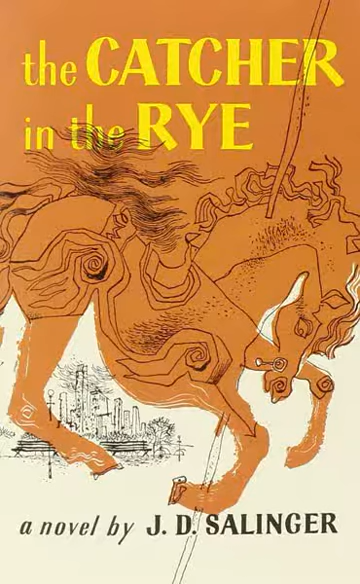 the CATCHER
in the RYE
a novel by J. D. SALINGER